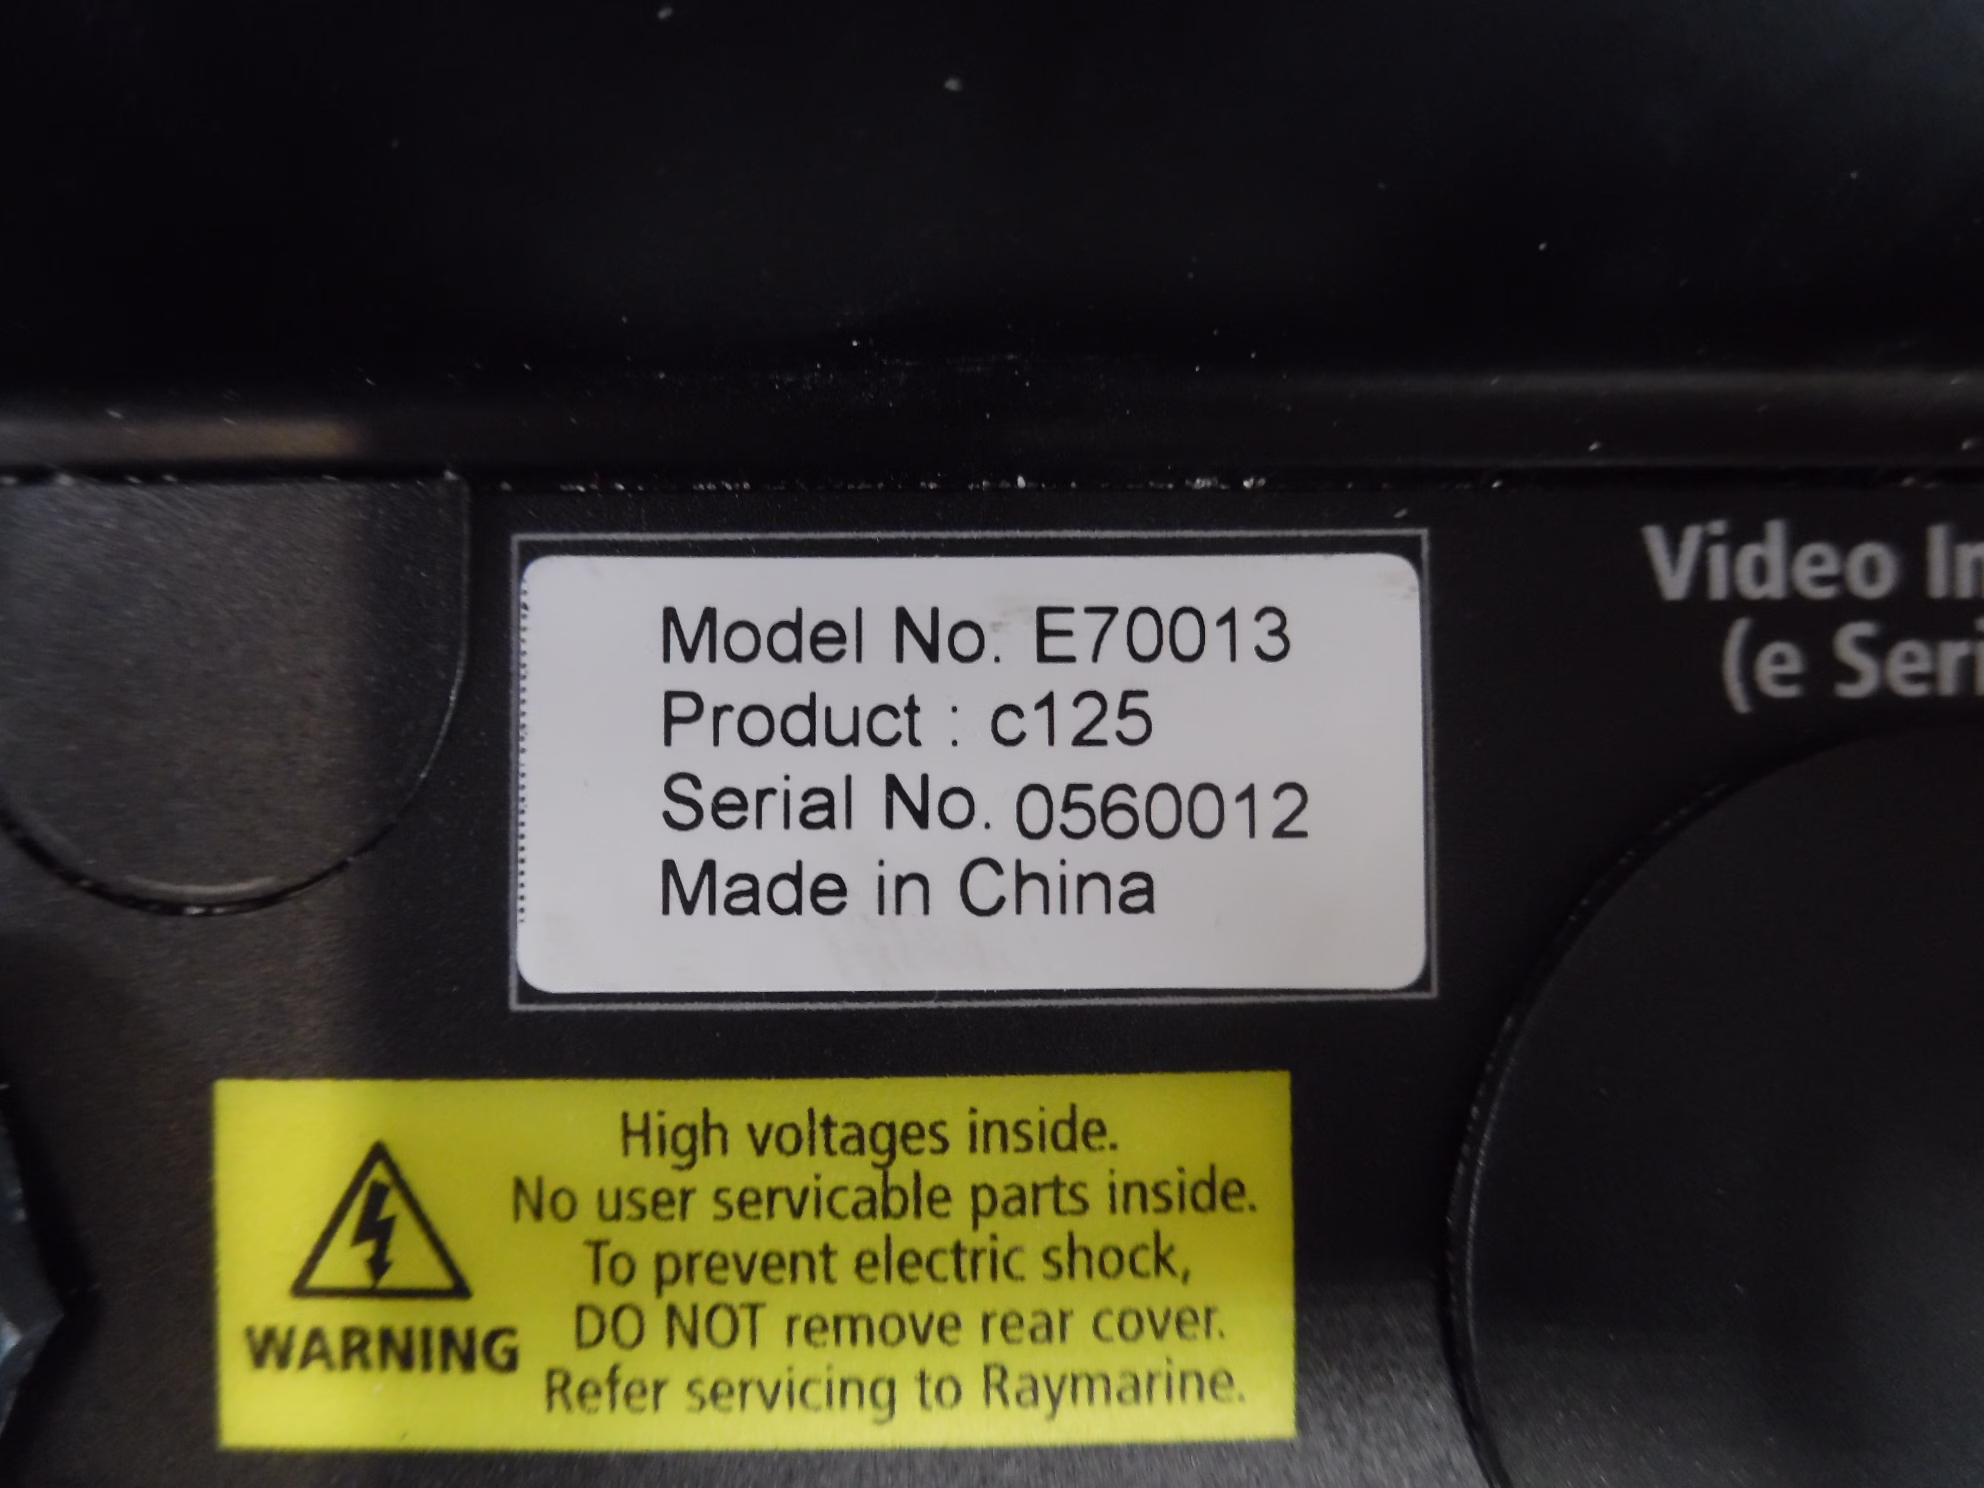 Model No. E70013
Product : c125
Serial No. 0560012
Made in China
Video In
(e Seri
High voltages inside.
No user servicable parts inside.
To prevent electric shock,
DO NOT remove rear cover.
Refer servicing to Raymarine.
WARNING